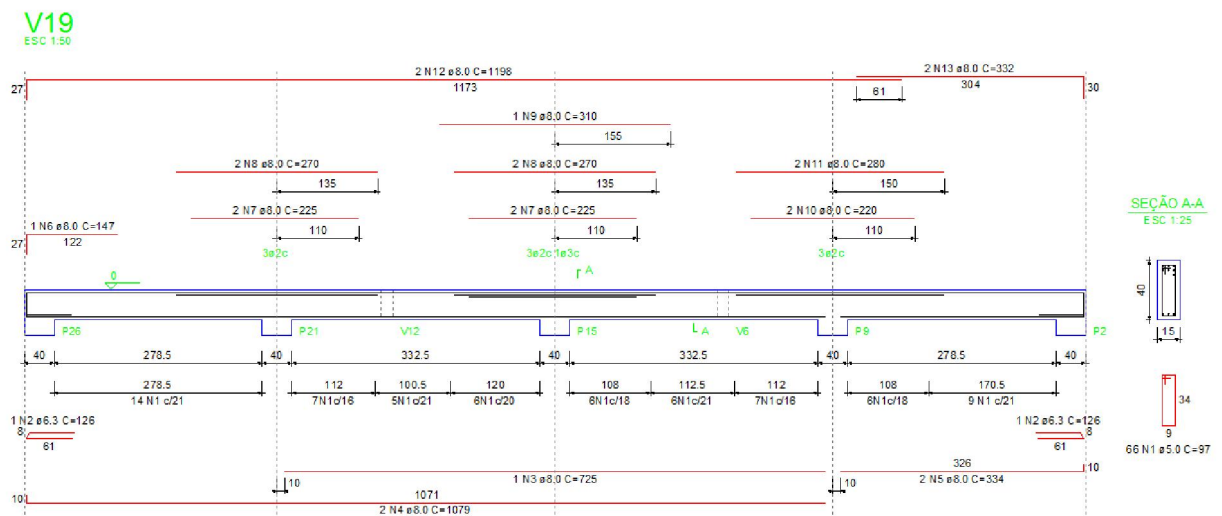 V19
ESC 1:50
2 N12 ø8.0 C=1198
1173
27
2 N13 ø8.0 C=332
304
61
30
1 N9 ø8.0 C=310
155
2 N8 ø8.0 C=270
135
2 N8 ø8.0 C=270
135
2 N11 ø8.0 C=280
150
2 N7 ø8.0 C=225
110
2 N7 ø8.0 C=225
110
2 N10 ø8.0 C=220
110
1 N6 ø8.0 C=147
122
27
3ø2c
3ø2c 1ø3c
3ø2c
0
A
SEÇÃO A-A
ESC 1:25
40
15
P26
P21
V12
P15
A
V6
P9
P2
40
278.5
40
332.5
40
332.5
40
278.5
40
278.5
112
100.5
120
108
112.5
112
108
170.5
14 N1 c/21
7N1c/16
5N1c/21
6N1c/20
6N1c/18
6N1c/21
7N1c/16
6N1c/18
9 N1 c/21
34
9
66 N1 ø5.0 C=97
1 N2 ø6.3 C=126
8
61
1 N2 ø6.3 C=126
8
61
10
1 N3 ø8.0 C=725
326
10
10
2 N5 ø8.0 C=334
10
1071
2 N4 ø8.0 C=1079